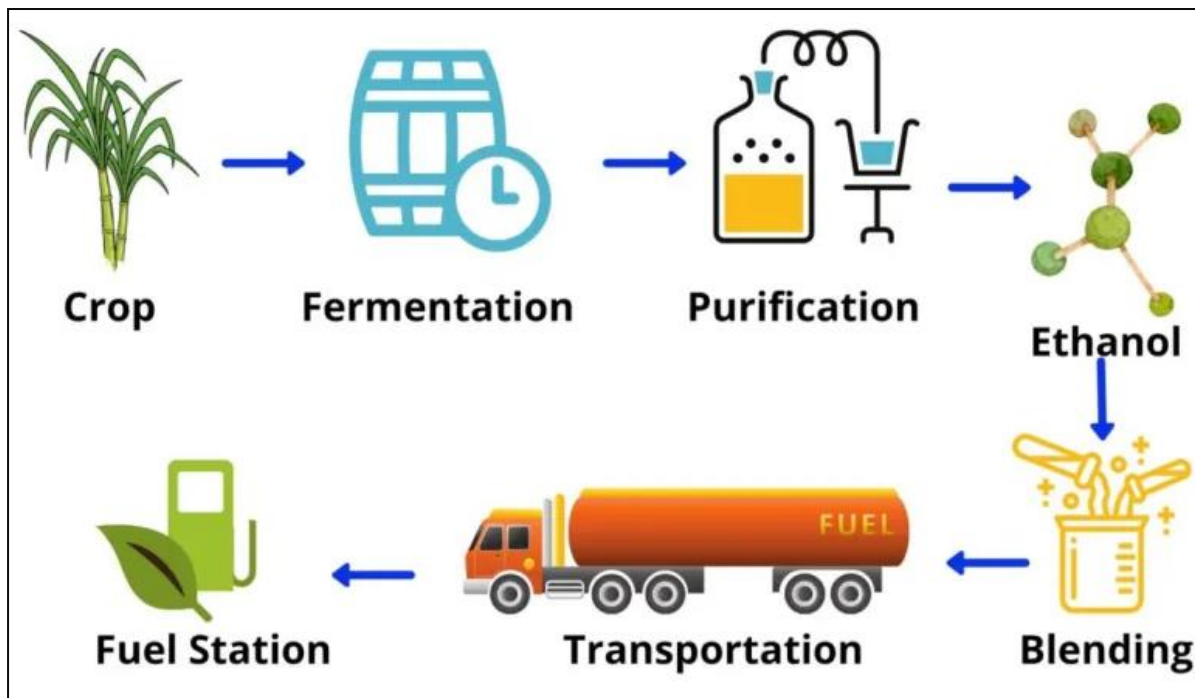 Crop
Fermentation
Purification
Ethanol
FUEL
Fuel Station
Transportation
Blending